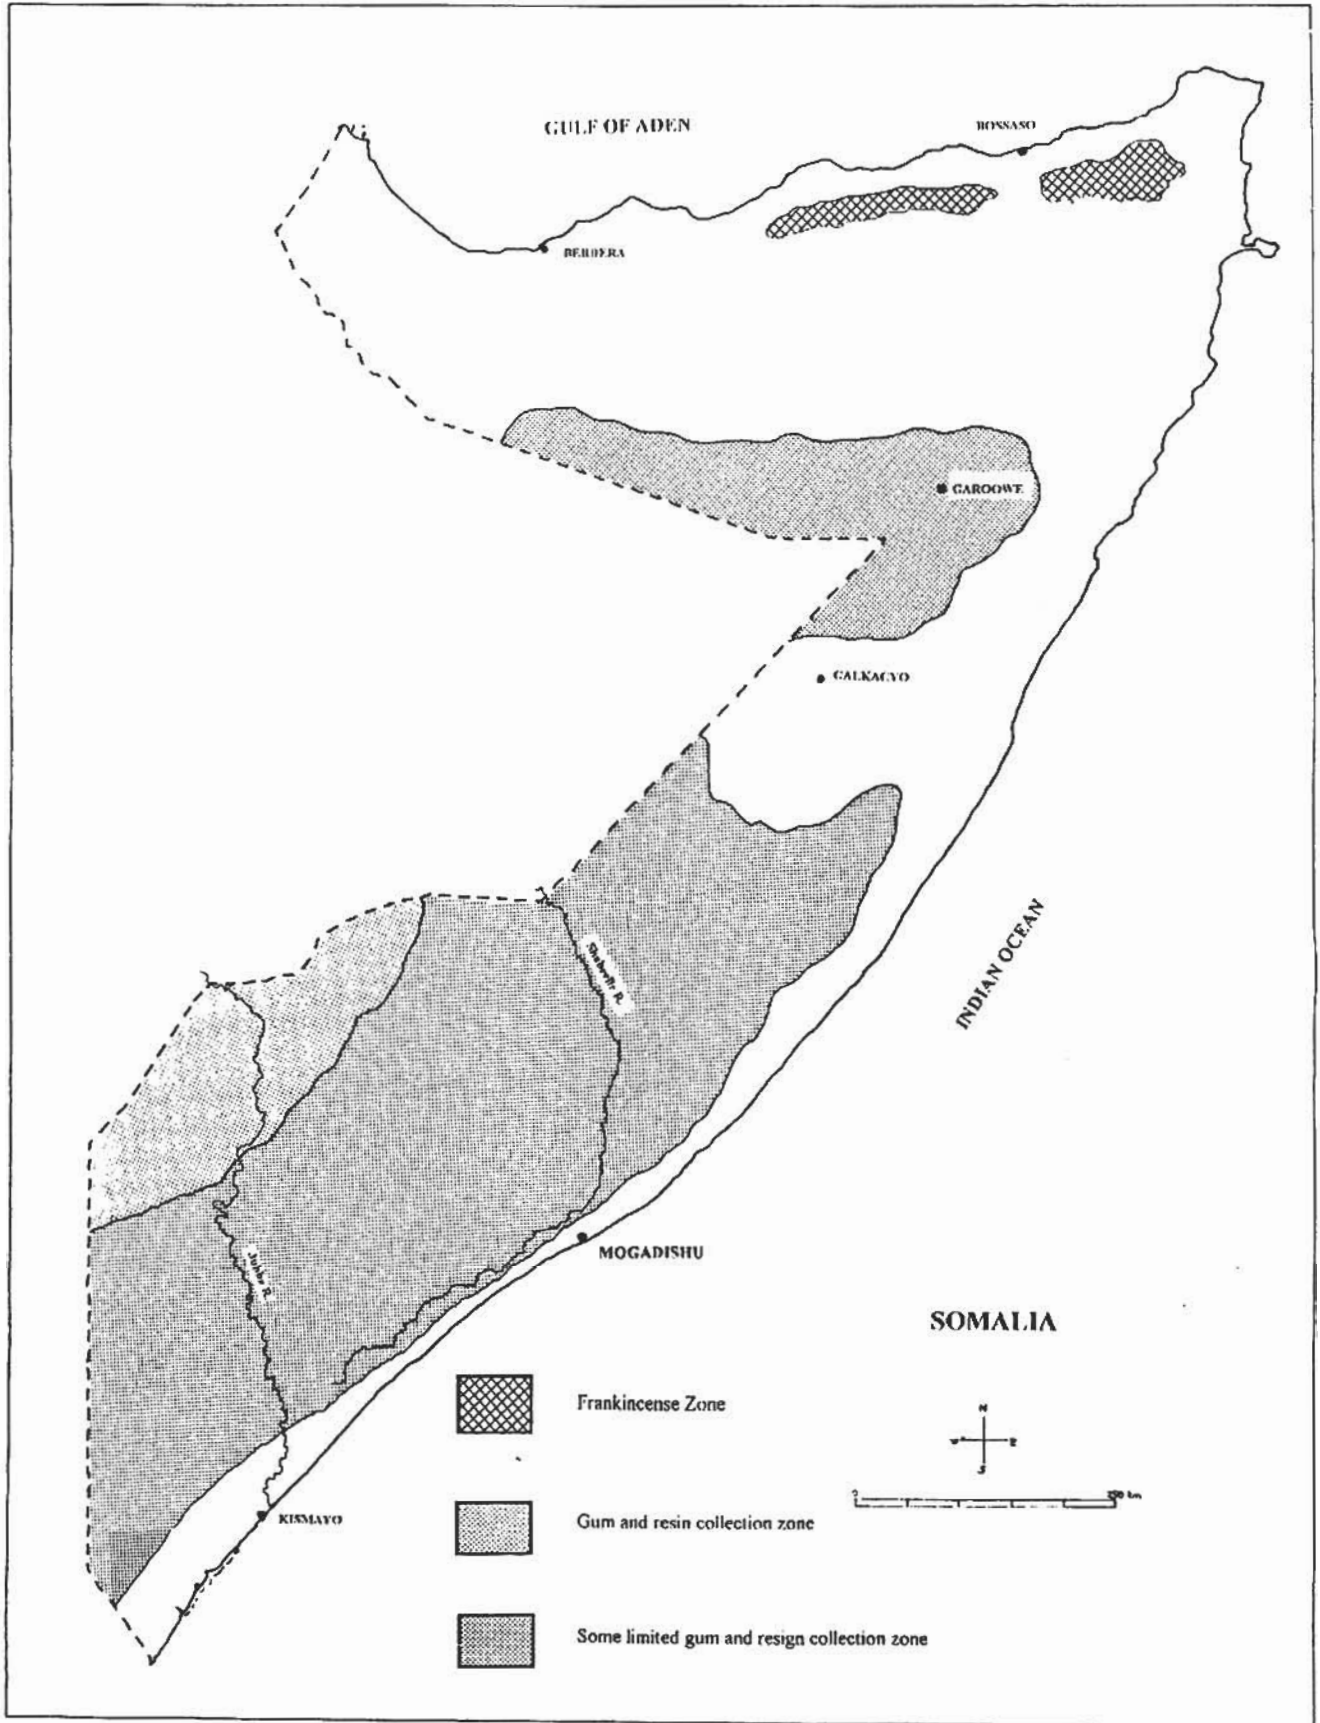 GULF OF ADEN
BOSSASO
BERBERA
GAROOWE
GALKACYO
Shabelle R.
INDIAN OCEAN
Jubba R.
MOGADISHU
SOMALIA
Frankincense Zone
N
E
S
Gum and resin collection zone
KISMAYO
Some limited gum and resign collection zone